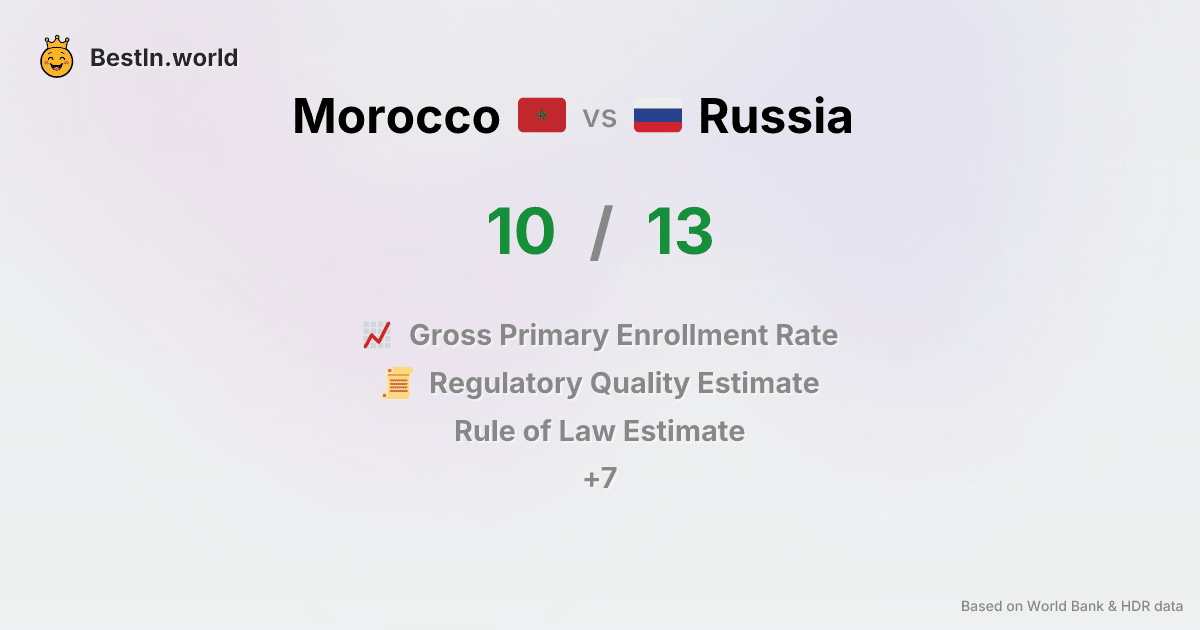 BestIn.world
Morocco vs Russia
10 / 13
Gross Primary Enrollment Rate
Regulatory Quality Estimate
Rule of Law Estimate
+7
Based on World Bank & HDR data